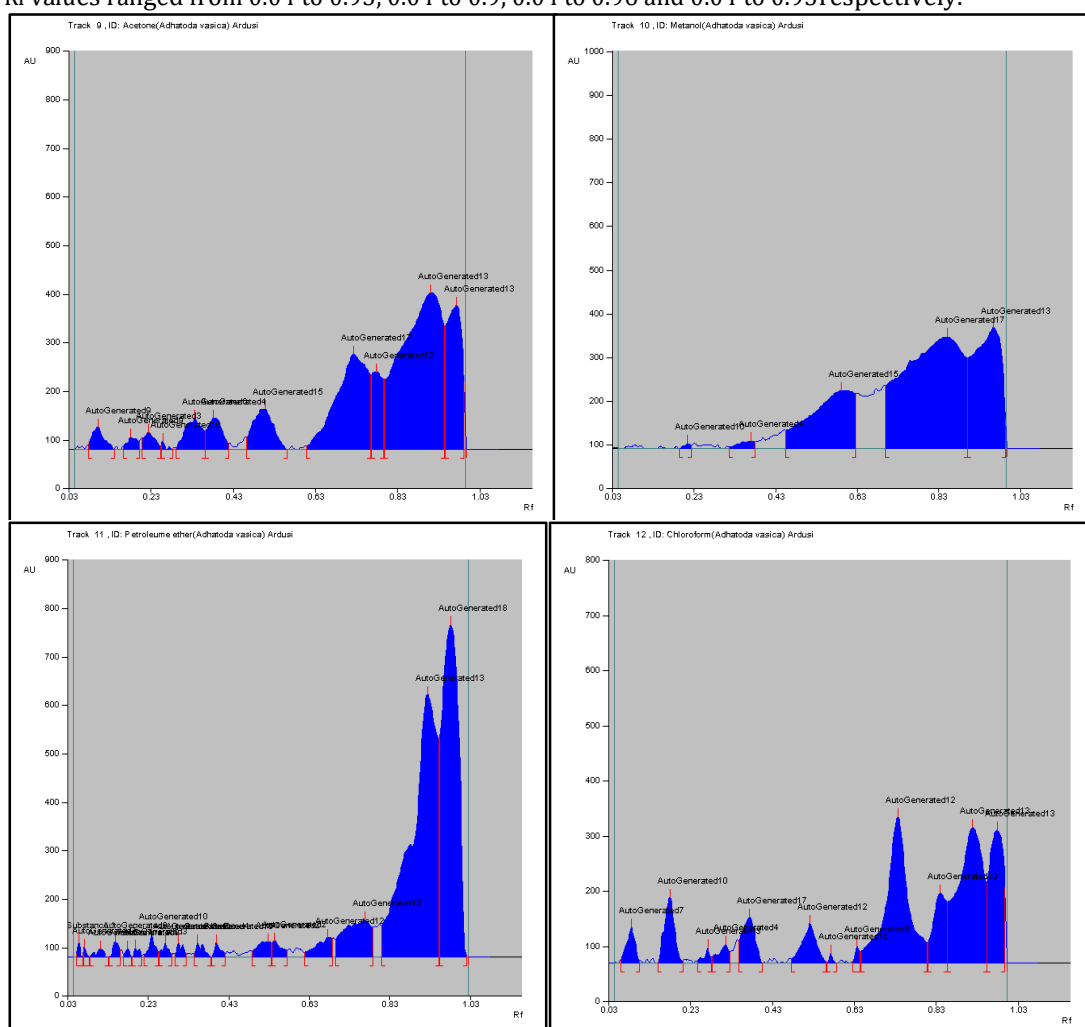 Rf values ranged from 0.04 to 0.95, 0.04 to 0.9, 0.04 to 0.96 and 0.04 to 0.95respectively.
Track 9 , ID: Acetone(Adhatoda vasica) Ardusi
900
AU
800
700
600
500
400
300
200
100
0
AutoGenerated13
AutoGenerated13
AutoGenerated17
AutoGenerated12
AutoGenerated15
AutoGenerated4
AutoGenerated9
AutoGenerated3
0.03 0.23 0.43 0.63 0.83 1.03
Rf
Track 10 , ID: Metanol(Adhatoda vasica) Ardusi
1000
AU
900
800
700
600
500
400
300
200
100
0
AutoGenerated13
AutoGenerated17
AutoGenerated15
AutoGenerated10
AutoGenerated4
0.03 0.23 0.43 0.63 0.83 1.03
Rf
Track 11 , ID: Petroleume ether(Adhatoda vasica) Ardusi
900
AU
800
700
600
500
400
300
200
100
0
AutoGenerated18
AutoGenerated13
AutoGenerated12
AutoGenerated12
AutoGenerated10
0.03 0.23 0.43 0.63 0.83 1.03
Rf
Track 12 , ID: Chloroform(Adhatoda vasica) Ardusi
800
AU
700
600
500
400
300
200
100
0
AutoGenerated12
AutoGenerated13
AutoGenerated13
AutoGenerated10
AutoGenerated17
AutoGenerated12
AutoGenerated7
AutoGenerated4
0.03 0.23 0.43 0.63 0.83 1.03
Rf